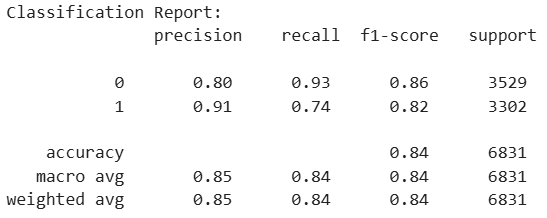 Classification Report:
precision recall f1-score support
0 0.80 0.93 0.86 3529
1 0.91 0.74 0.82 3302
accuracy 0.84 6831
macro avg 0.85 0.84 0.84 6831
weighted avg 0.85 0.84 0.84 6831